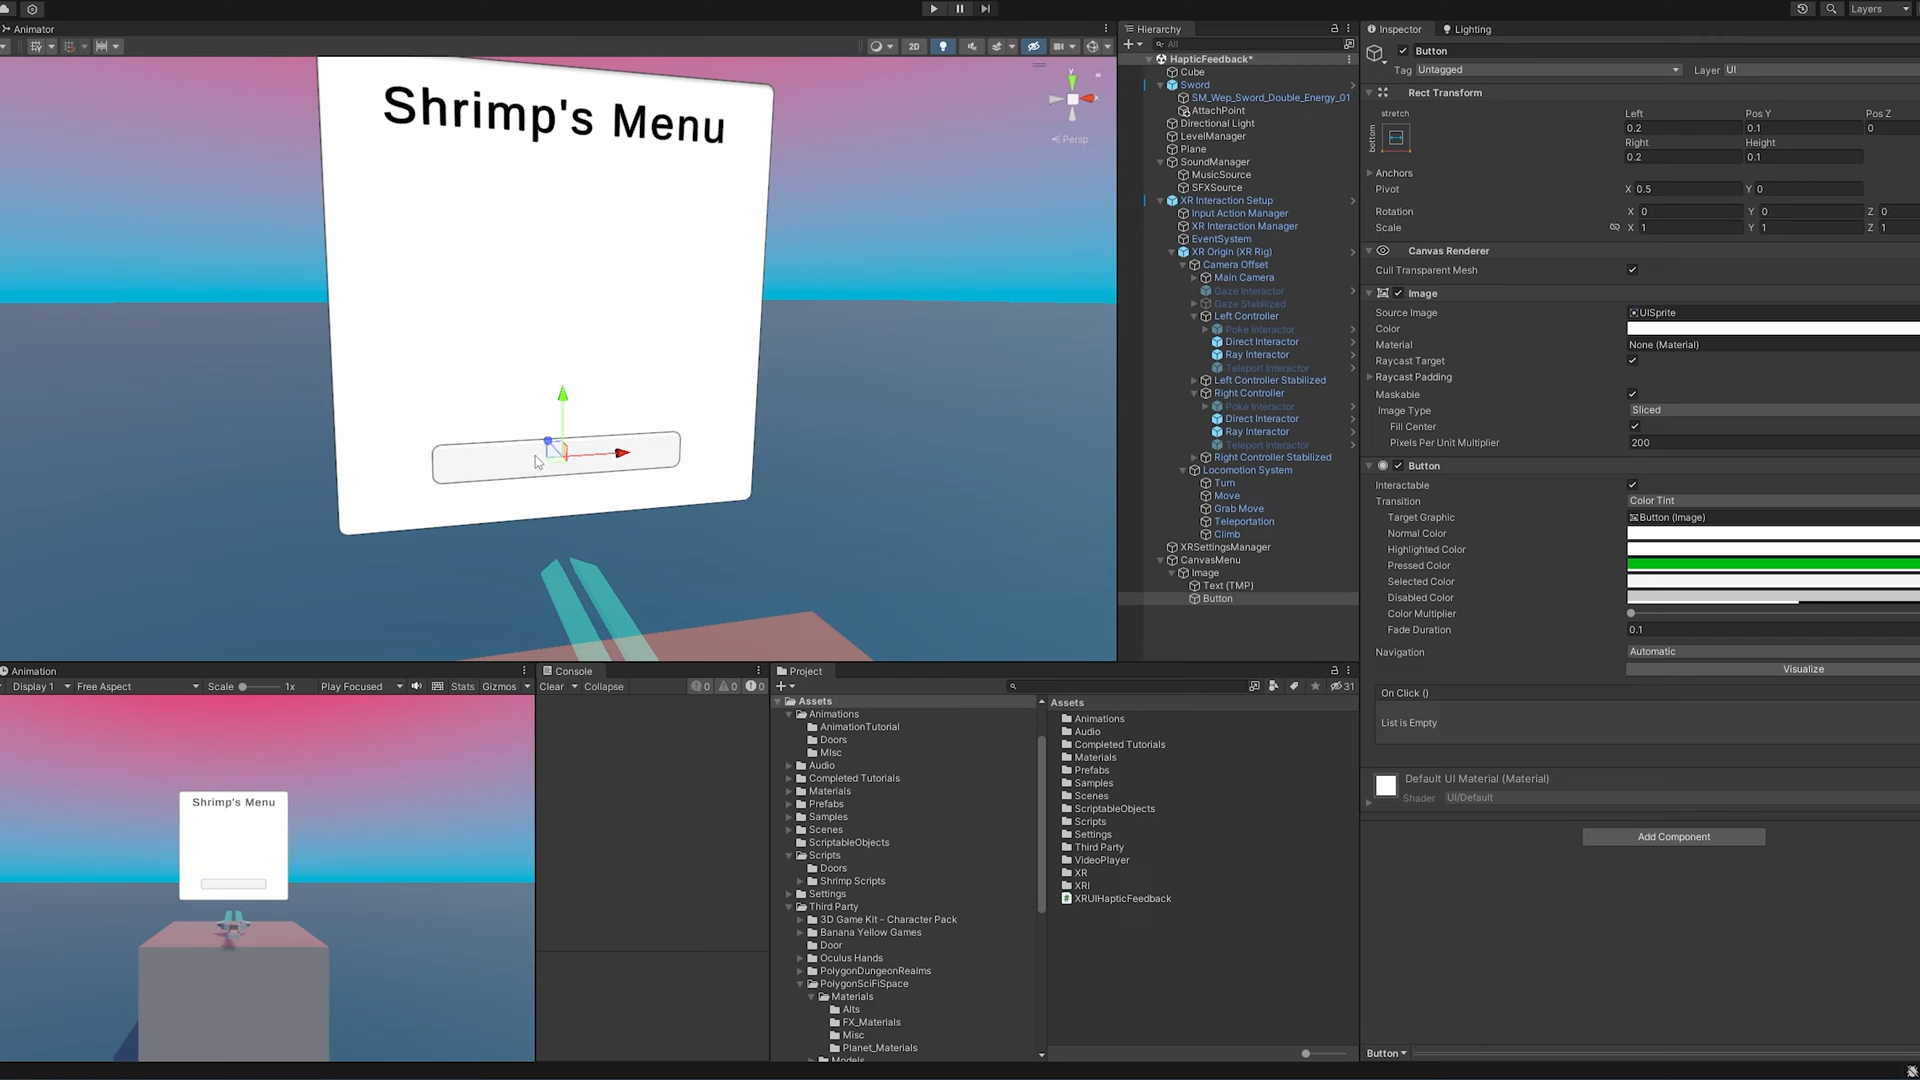 Layers
Animator
2D
Shrimp's Menu
y
x
Persp
Hierarchy
All
HapticFeedback*
Cube
Sword
SM_Wep_Sword_Double_Energy_01
AttachPoint
Directional Light
LevelManager
Plane
SoundManager
MusicSource
SFXSource
XR Interaction Setup
Input Action Manager
XR Interaction Manager
EventSystem
XR Origin (XR Rig)
Camera Offset
Main Camera
Gaze Interactor
Gaze Stabilized
Left Controller
Poke Interactor
Direct Interactor
Ray Interactor
Teleport Interactor
Left Controller Stabilized
Right Controller
Poke Interactor
Direct Interactor
Ray Interactor
Teleport Interactor
Right Controller Stabilized
Locomotion System
Turn
Move
Grab Move
Teleportation
Climb
XRSettingsManager
CanvasMenu
Image
Text (TMP)
Button
Inspector Lighting
Button
Tag Untagged Layer UI
Rect Transform
stretch Left Pos Y Pos Z
bottom 0.2 0.1 0
Right Height
0.2 0.1
Anchors
Pivot X 0.5 Y 0
Rotation X 0 Y 0 Z 0
Scale X 1 Y 1 Z 1
Canvas Renderer
Cull Transparent Mesh
Image
Source Image UISprite
Color
Material None (Material)
Raycast Target
Raycast Padding
Maskable
Image Type Sliced
Fill Center
Pixels Per Unit Multiplier 200
Button
Interactable
Transition Color Tint
Target Graphic Button (Image)
Normal Color
Highlighted Color
Pressed Color
Selected Color
Disabled Color
Color Multiplier
Fade Duration 0.1
Navigation Automatic
Visualize
On Click ()
List is Empty
Default UI Material (Material)
Shader UI/Default
Add Component
Button
Animation
Display 1 Free Aspect Scale 1x Play Focused Stats Gizmos
Shrimp's Menu
Console
Clear Collapse 0 0 0
Project
31
Assets
Animations
AnimationTutorial
Doors
MIsc
Audio
Completed Tutorials
Materials
Prefabs
Samples
Scenes
ScriptableObjects
Scripts
Doors
Shrimp Scripts
Settings
Third Party
3D Game Kit - Character Pack
Banana Yellow Games
Door
Oculus Hands
PolygonDungeonRealms
PolygonSciFiSpace
Materials
Alts
FX_Materials
Misc
Planet_Materials
Models
Assets
Animations
Audio
Completed Tutorials
Materials
Prefabs
Samples
Scenes
ScriptableObjects
Scripts
Settings
Third Party
VideoPlayer
XR
XRI
XRUIHapticFeedback